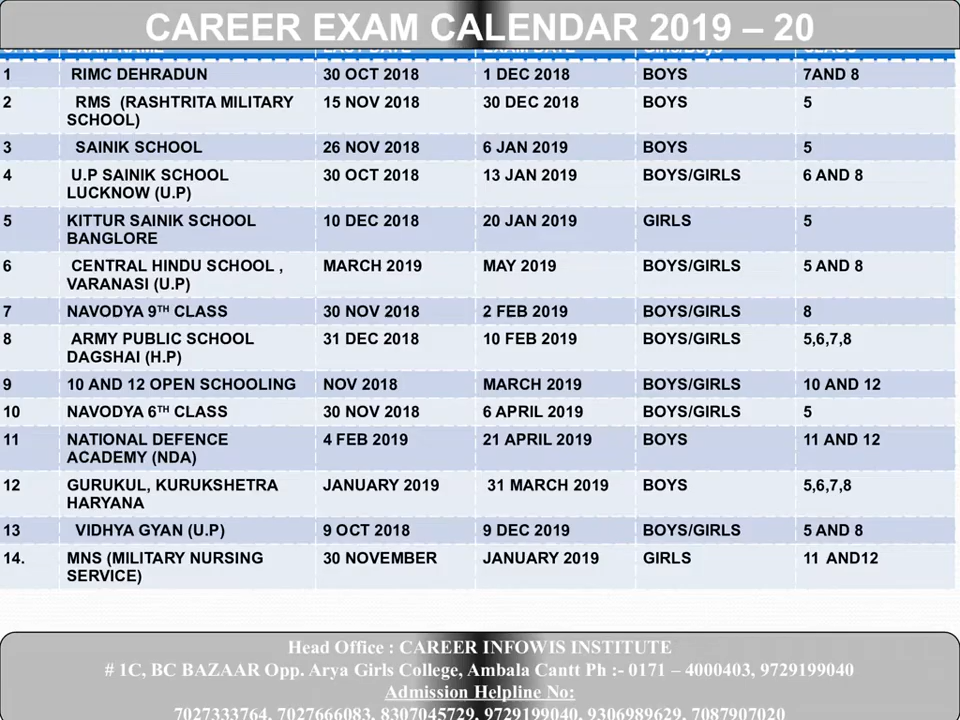 CAREER EXAM CALENDAR 2019 – 20
1 RIMC DEHRADUN 30 OCT 2018 1 DEC 2018 BOYS 7AND 8
2 RMS (RASHTRITA MILITARY 15 NOV 2018 30 DEC 2018 BOYS 5
SCHOOL)
3 SAINIK SCHOOL 26 NOV 2018 6 JAN 2019 BOYS 5
4 U.P SAINIK SCHOOL 30 OCT 2018 13 JAN 2019 BOYS/GIRLS 6 AND 8
LUCKNOW (U.P)
5 KITTUR SAINIK SCHOOL 10 DEC 2018 20 JAN 2019 GIRLS 5
BANGLORE
6 CENTRAL HINDU SCHOOL , MARCH 2019 MAY 2019 BOYS/GIRLS 5 AND 8
VARANASI (U.P)
7 NAVODYA 9TH CLASS 30 NOV 2018 2 FEB 2019 BOYS/GIRLS 8
8 ARMY PUBLIC SCHOOL 31 DEC 2018 10 FEB 2019 BOYS/GIRLS 5,6,7,8
DAGSHAI (H.P)
9 10 AND 12 OPEN SCHOOLING NOV 2018 MARCH 2019 BOYS/GIRLS 10 AND 12
10 NAVODYA 6TH CLASS 30 NOV 2018 6 APRIL 2019 BOYS/GIRLS 5
11 NATIONAL DEFENCE 4 FEB 2019 21 APRIL 2019 BOYS 11 AND 12
ACADEMY (NDA)
12 GURUKUL, KURUKSHETRA JANUARY 2019 31 MARCH 2019 BOYS 5,6,7,8
HARYANA
13 VIDHYA GYAN (U.P) 9 OCT 2018 9 DEC 2019 BOYS/GIRLS 5 AND 8
14. MNS (MILITARY NURSING 30 NOVEMBER JANUARY 2019 GIRLS 11 AND12
SERVICE)
Head Office : CAREER INFOWIS INSTITUTE
# 1C, BC BAZAAR Opp. Arya Girls College, Ambala Cantt Ph :- 0171 – 4000403, 9729199040
Admission Helpline No:
7027333764, 7027666083, 8307045729, 9729199040, 9306989629, 7087907020